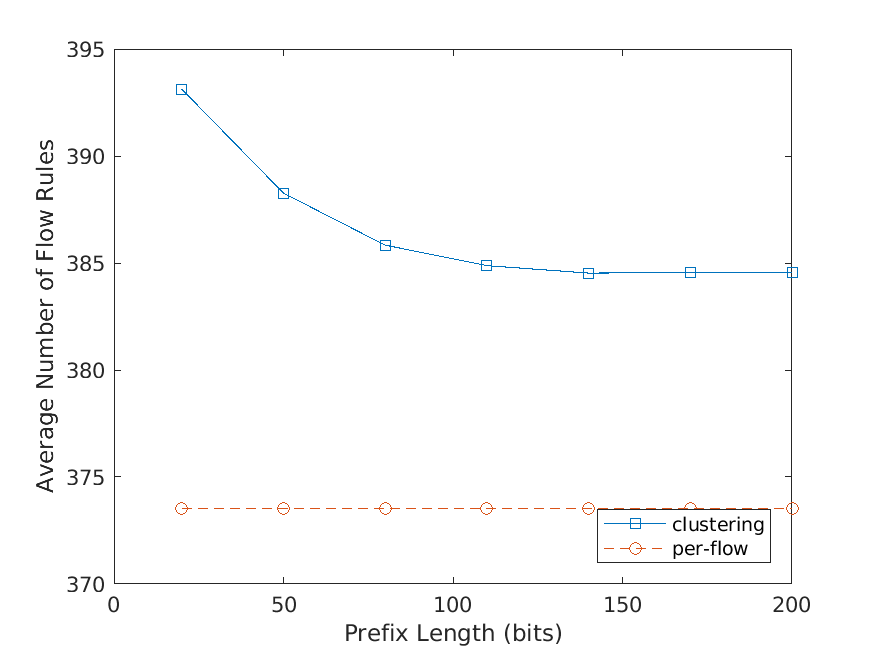 395
390
385
380
375
370
Average Number of Flow Rules
0 50 100 150 200
Prefix Length (bits)
clustering
per-flow